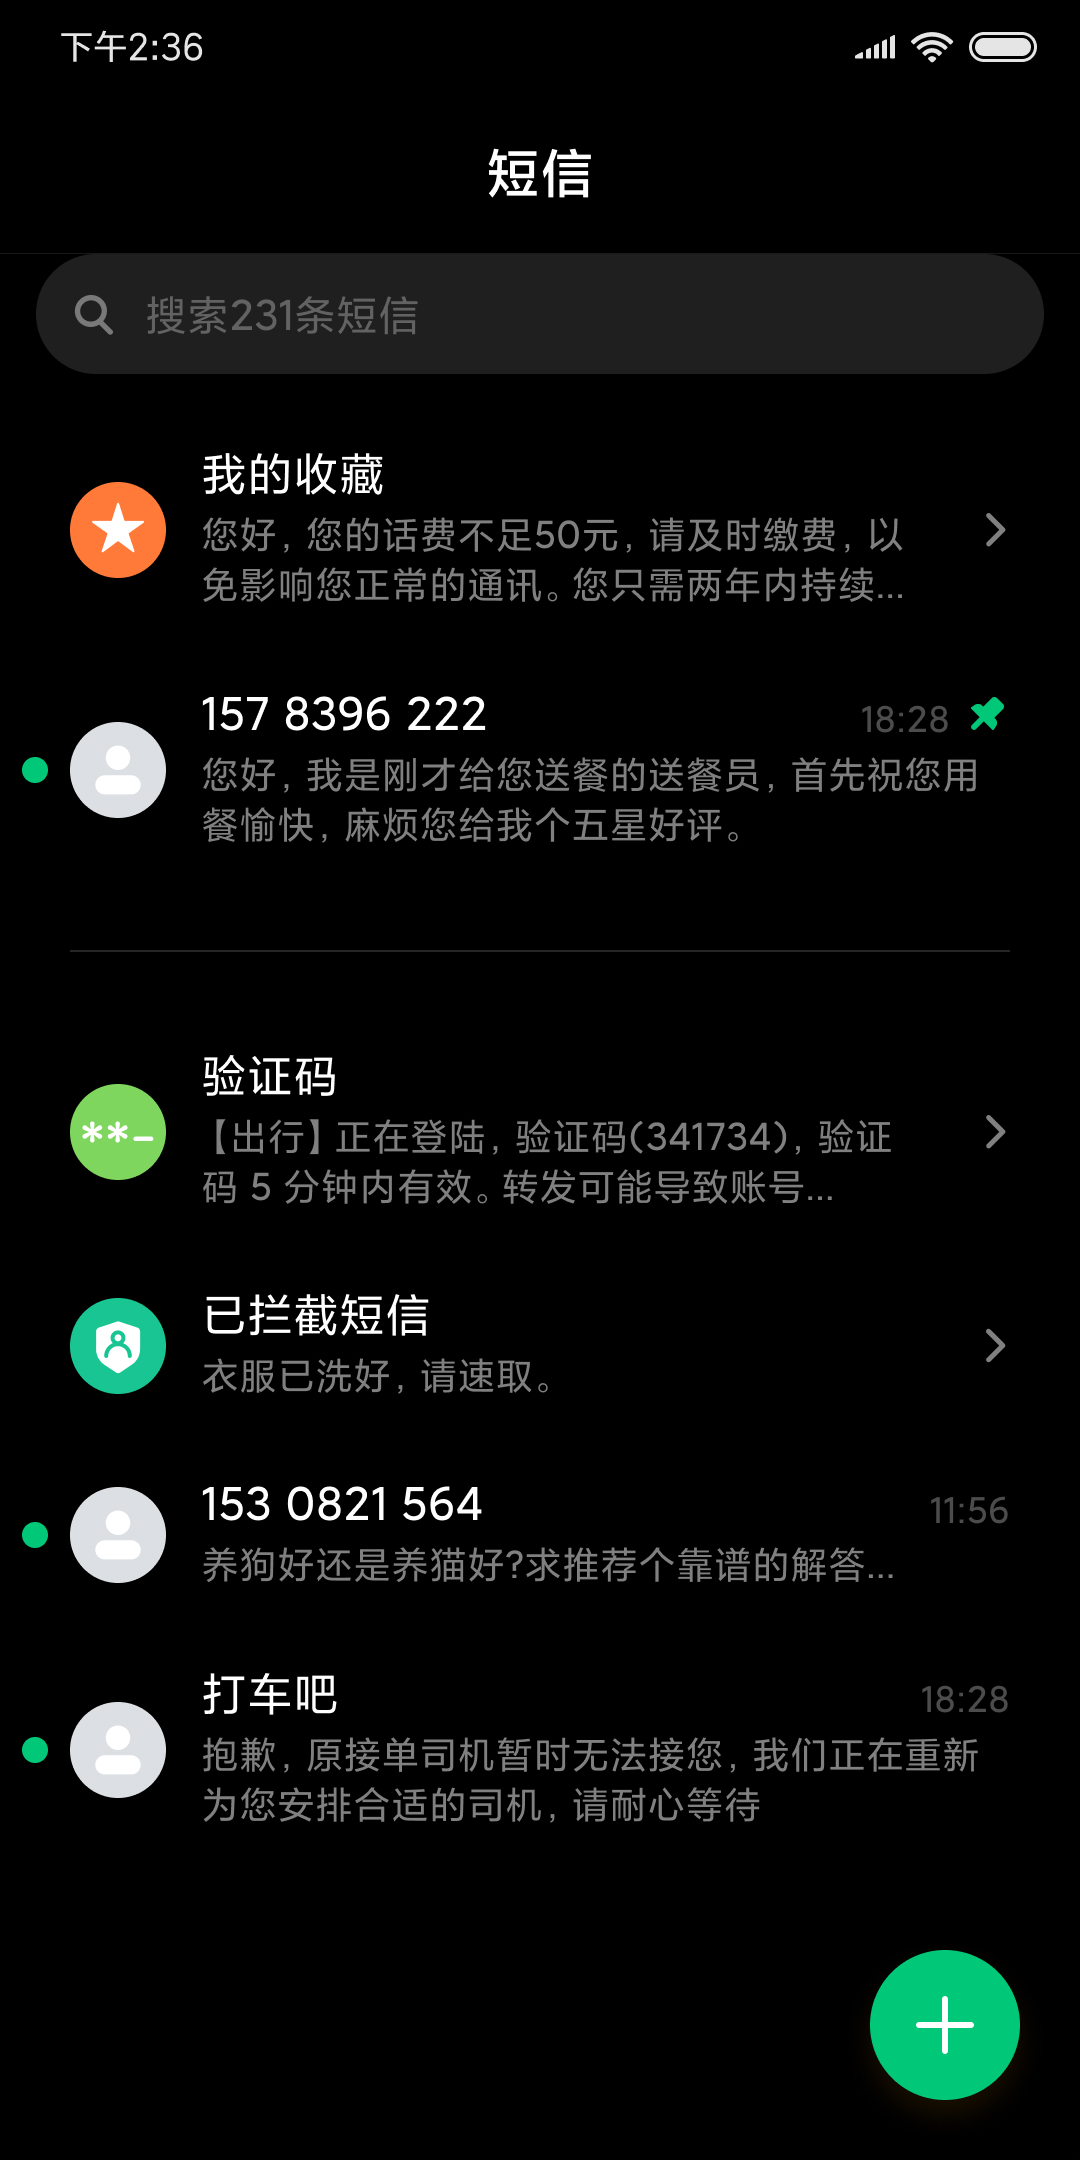 下午2:36
短信
搜索231条短信
我的收藏
您好，您的话费不足50元，请及时缴费，以
免影响您正常的通讯。您只需两年内持续...
157 8396 222
18:28
您好，我是刚才给您送餐的送餐员，首先祝您用
餐愉快，麻烦您给我个五星好评。
验证码
【出行】正在登陆，验证码(341734)，验证
码 5 分钟内有效。转发可能导致账号...
已拦截短信
衣服已洗好，请速取。
153 0821 564
11:56
养狗好还是养猫好?求推荐个靠谱的解答...
打车吧
18:28
抱歉，原接单司机暂时无法接您，我们正在重新
为您安排合适的司机，请耐心等待